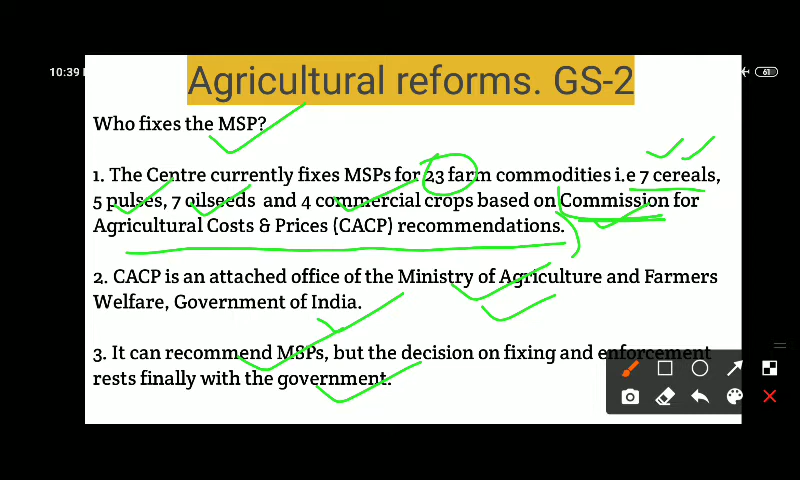 10:39
61
Agricultural reforms. GS-2
Who fixes the MSP?
1. The Centre currently fixes MSPs for 23 farm commodities i.e 7 cereals,
5 pulses, 7 oilseeds and 4 commercial crops based on Commission for
Agricultural Costs & Prices (CACP) recommendations.
2. CACP is an attached office of the Ministry of Agriculture and Farmers
Welfare, Government of India.
3. It can recommend MSPs, but the decision on fixing and enforcement
rests finally with the government.